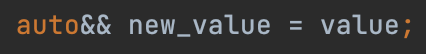 auto&& new_value = value;